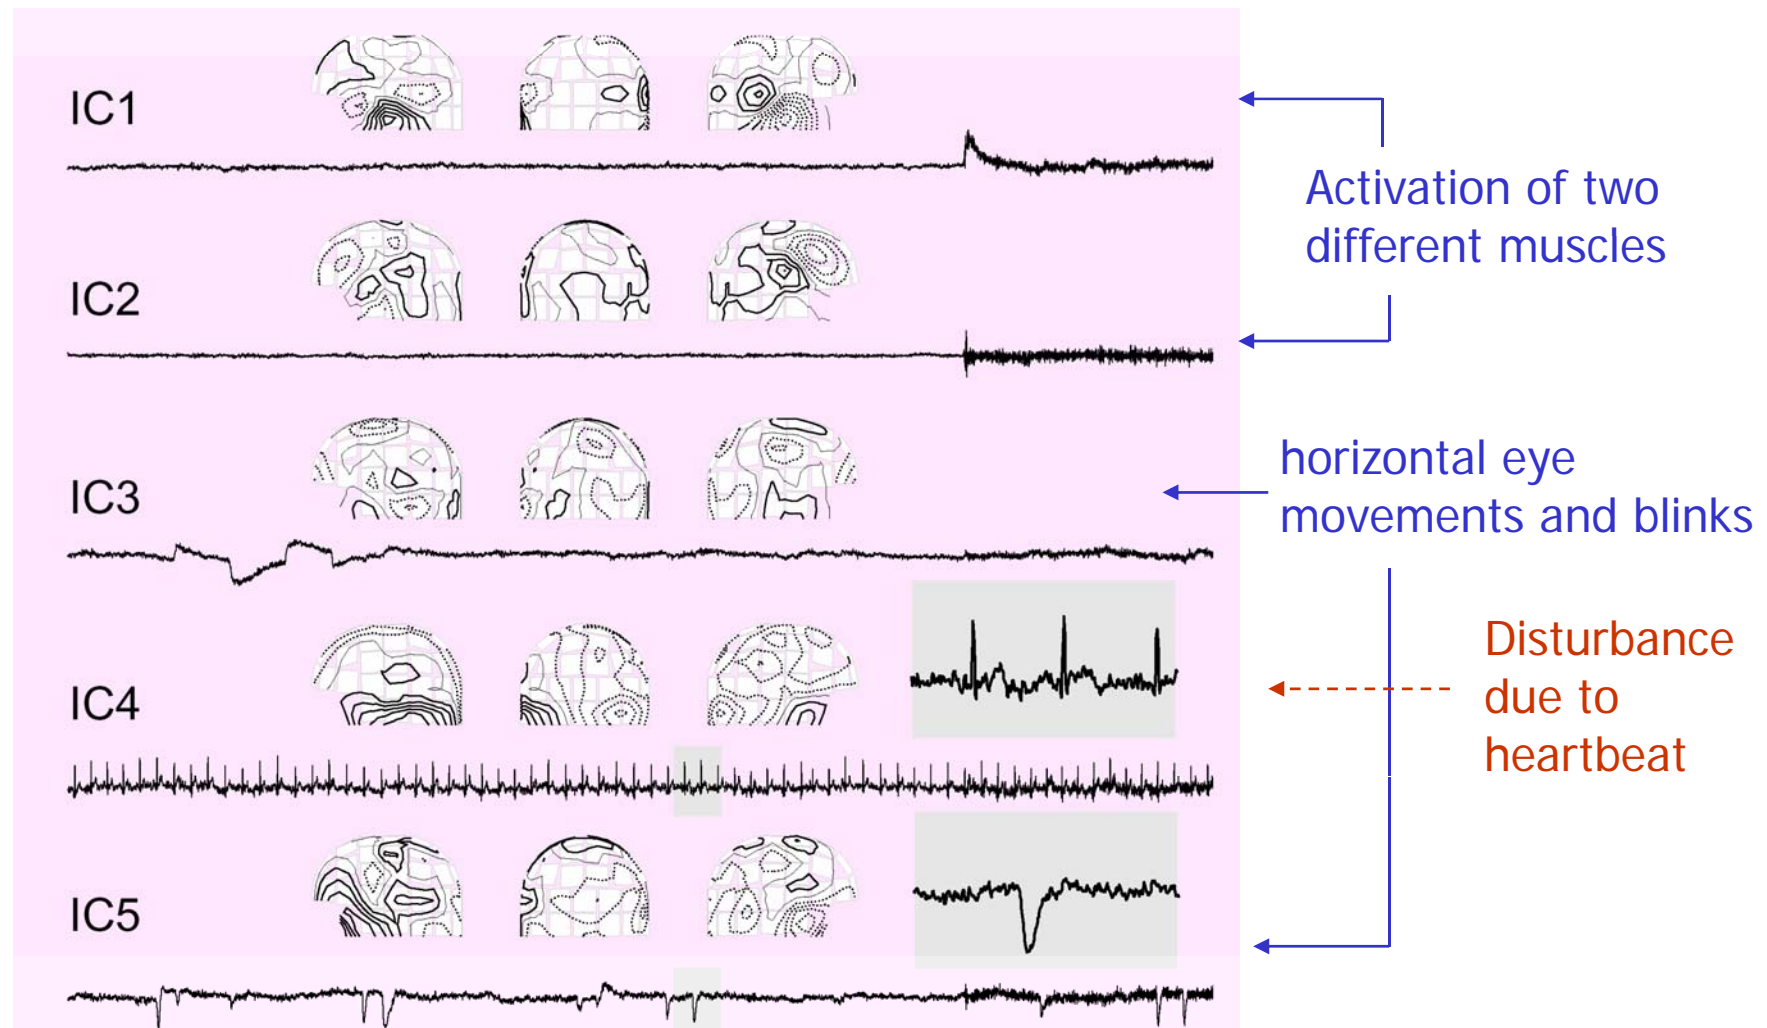 IC1
Activation of two
different muscles
IC2
horizontal eye
movements and blinks
IC3
Disturbance
due to
heartbeat
IC4
IC5